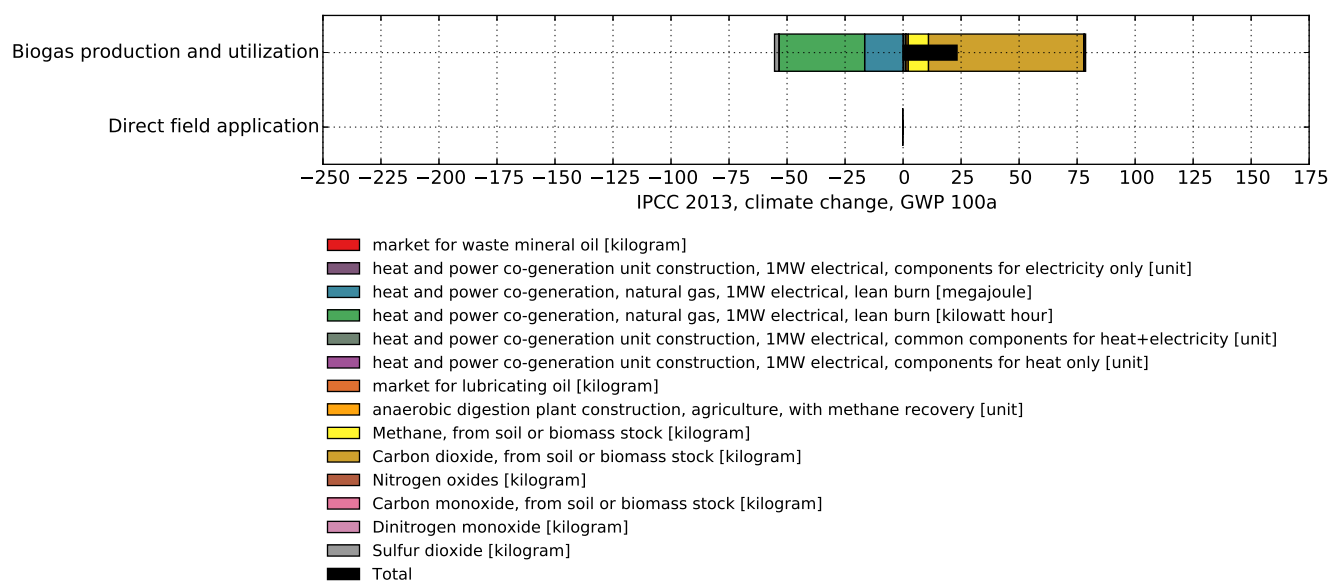 Biogas production and utilization
Direct field application
−250 −225 −200 −175 −150 −125 −100 −75 −50 −25 0 25 50 75 100 125 150 175
IPCC 2013, climate change, GWP 100a
market for waste mineral oil [kilogram]
heat and power co-generation unit construction, 1MW electrical, components for electricity only [unit]
heat and power co-generation, natural gas, 1MW electrical, lean burn [megajoule]
heat and power co-generation, natural gas, 1MW electrical, lean burn [kilowatt hour]
heat and power co-generation unit construction, 1MW electrical, common components for heat+electricity [unit]
heat and power co-generation unit construction, 1MW electrical, components for heat only [unit]
market for lubricating oil [kilogram]
anaerobic digestion plant construction, agriculture, with methane recovery [unit]
Methane, from soil or biomass stock [kilogram]
Carbon dioxide, from soil or biomass stock [kilogram]
Nitrogen oxides [kilogram]
Carbon monoxide, from soil or biomass stock [kilogram]
Dinitrogen monoxide [kilogram]
Sulfur dioxide [kilogram]
Total